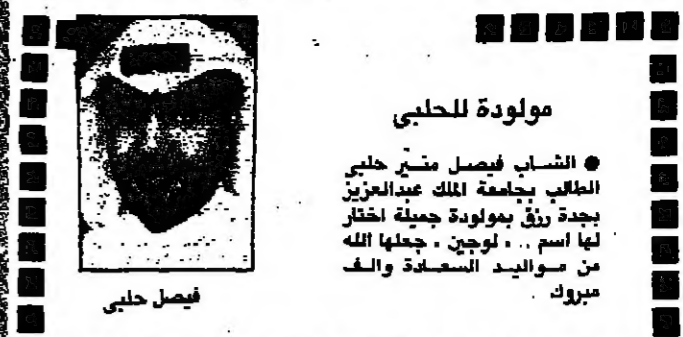 مولودة للحلبي
● الشاب فيصل منير حلبي
الطالب بجامعة الملك عبدالعزيز
بجدة رزق بمولودة جميلة اختار
لها اسم .. « لوجين » جعلها الله
من مواليد السعادة والف
مبروك .
فيصل حلبي